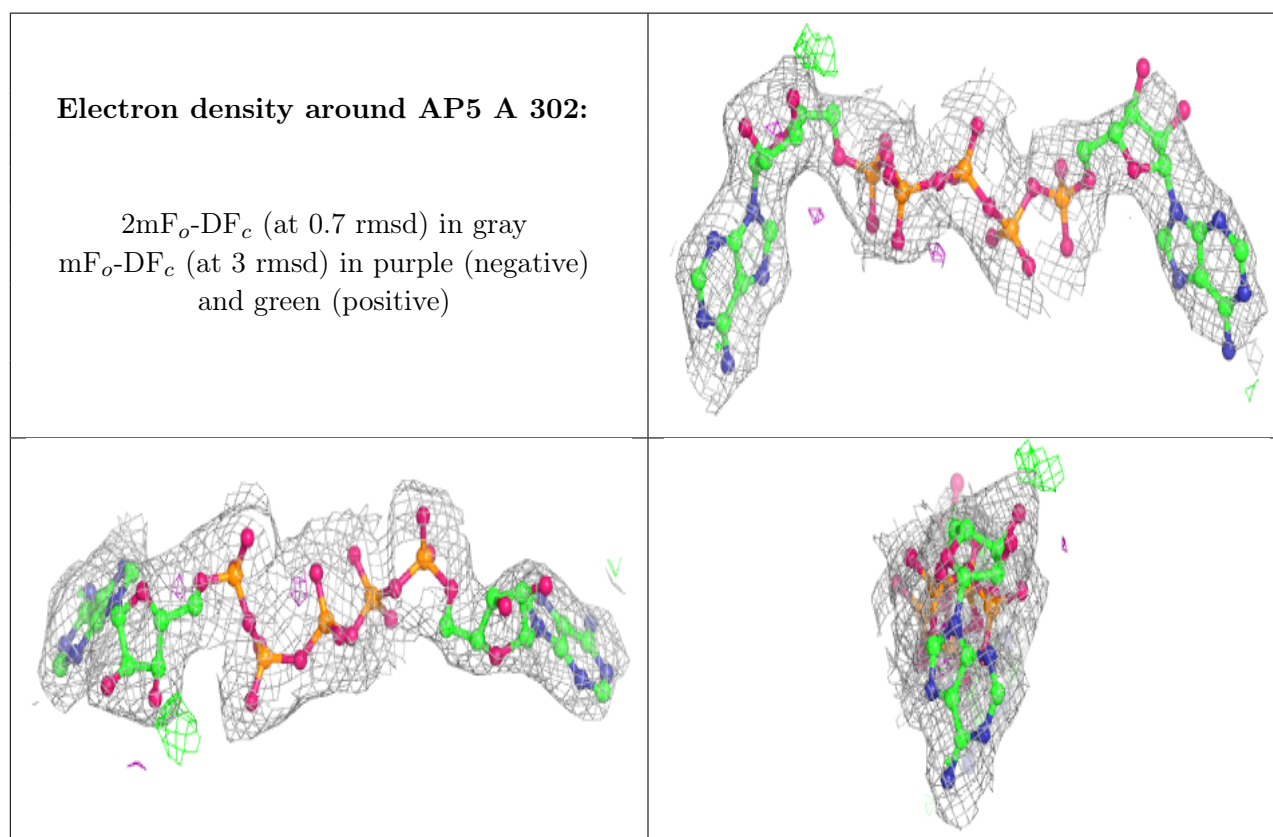 Electron density around AP5 A 302:
2mFo-DFc (at 0.7 rmsd) in gray
mFo-DFc (at 3 rmsd) in purple (negative)
and green (positive)